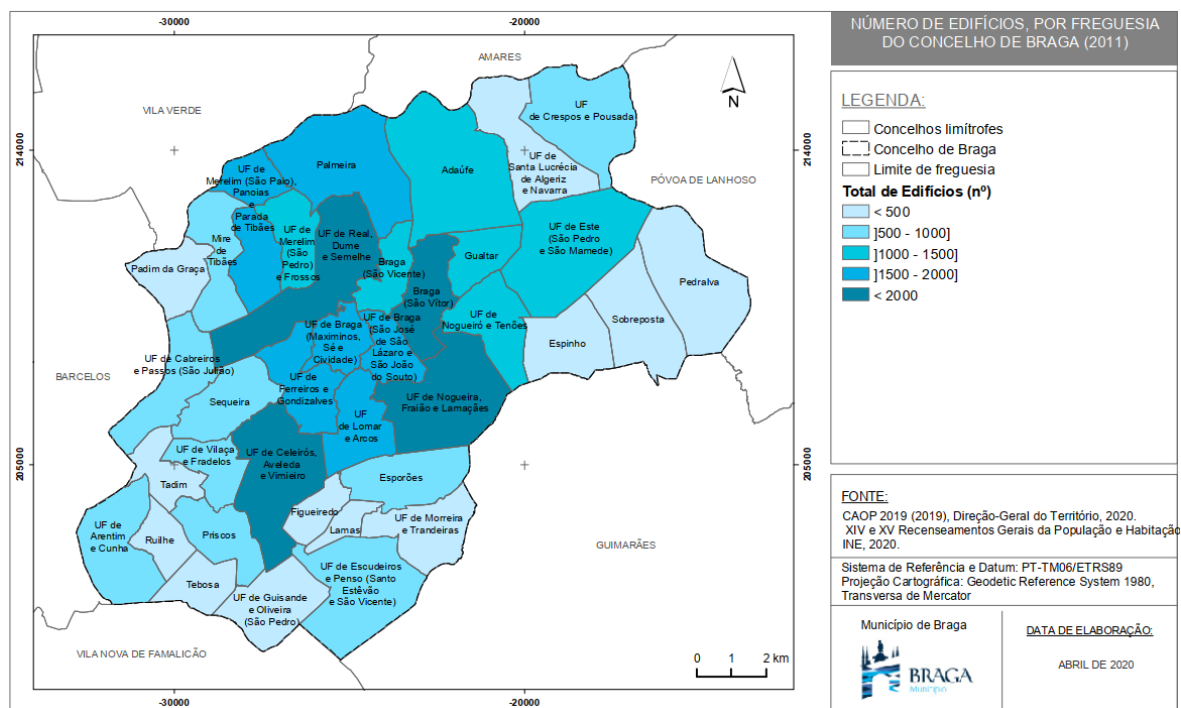 -30000
-20000
NÚMERO DE EDIFÍCIOS, POR FREGUESIA
DO CONCELHO DE BRAGA (2011)
AMARES
VILA VERDE
PÓVOA DE LANHOSO
BARCELOS
GUIMARÃES
VILA NOVA DE FAMALICÃO
214000
214000
205000
205000
N
UF
de Crespos e Pousada
UF de
Santa Lucrécia
de Algeriz
e Navarra
Adaúfe
Palmeira
UF de
Merelim (São Paio),
Panoias
e
Parada
de
Tibães
Mire
de
Tibães
UF de
Merelim
(São
Pedro)
e Frossos
UF de Real,
Dume
e Semelhe
Braga
(São Vicente)
Gualtar
UF de Este
(São Pedro
e São Mamede)
Pedralva
Padim da Graça
Braga
(São Vítor)
UF de
Nogueiró e Tenões
Sobreposta
Espinho
UF de Braga
(Maximinos,
Sé e
Cividade)
UF de Braga
(São José
de São
Lázaro e
São João
do Souto)
UF de Cabreiros
e Passos (São Julião)
UF de
Ferreiros e
Gondizalves
Sequeira
UF de Nogueira,
Fraião e Lamaçães
UF
de Lomar
e Arcos
UF de Vilaça
e Fradelos
UF de Celeirós,
Aveleda
e Vimieiro
Tadim
Esporões
UF de
Arentim
e Cunha
Ruilhe
Priscos
Figueiredo
Lamas
UF de Morreira
e Trandeiras
Tebosa
UF de Escudeiros
e Penso (Santo
Estêvão
e São Vicente)
UF de Guisande
e Oliveira
(São Pedro)
0 1 2 km
-30000
-20000
LEGENDA:
Concelhos limítrofes
Concelho de Braga
Limite de freguesia
Total de Edifícios (nº)
< 500
]500 - 1000]
]1000 - 1500]
]1500 - 2000]
< 2000
FONTE:
CAOP 2019 (2019), Direção-Geral do Território, 2020.
XIV e XV Recenseamentos Gerais da População e Habitação
INE, 2020.
Sistema de Referência e Datum: PT-TM06/ETRS89
Projeção Cartográfica: Geodetic Reference System 1980,
Transversa de Mercator
Município de Braga
BRAGA
Município
DATA DE ELABORAÇÃO:
ABRIL DE 2020